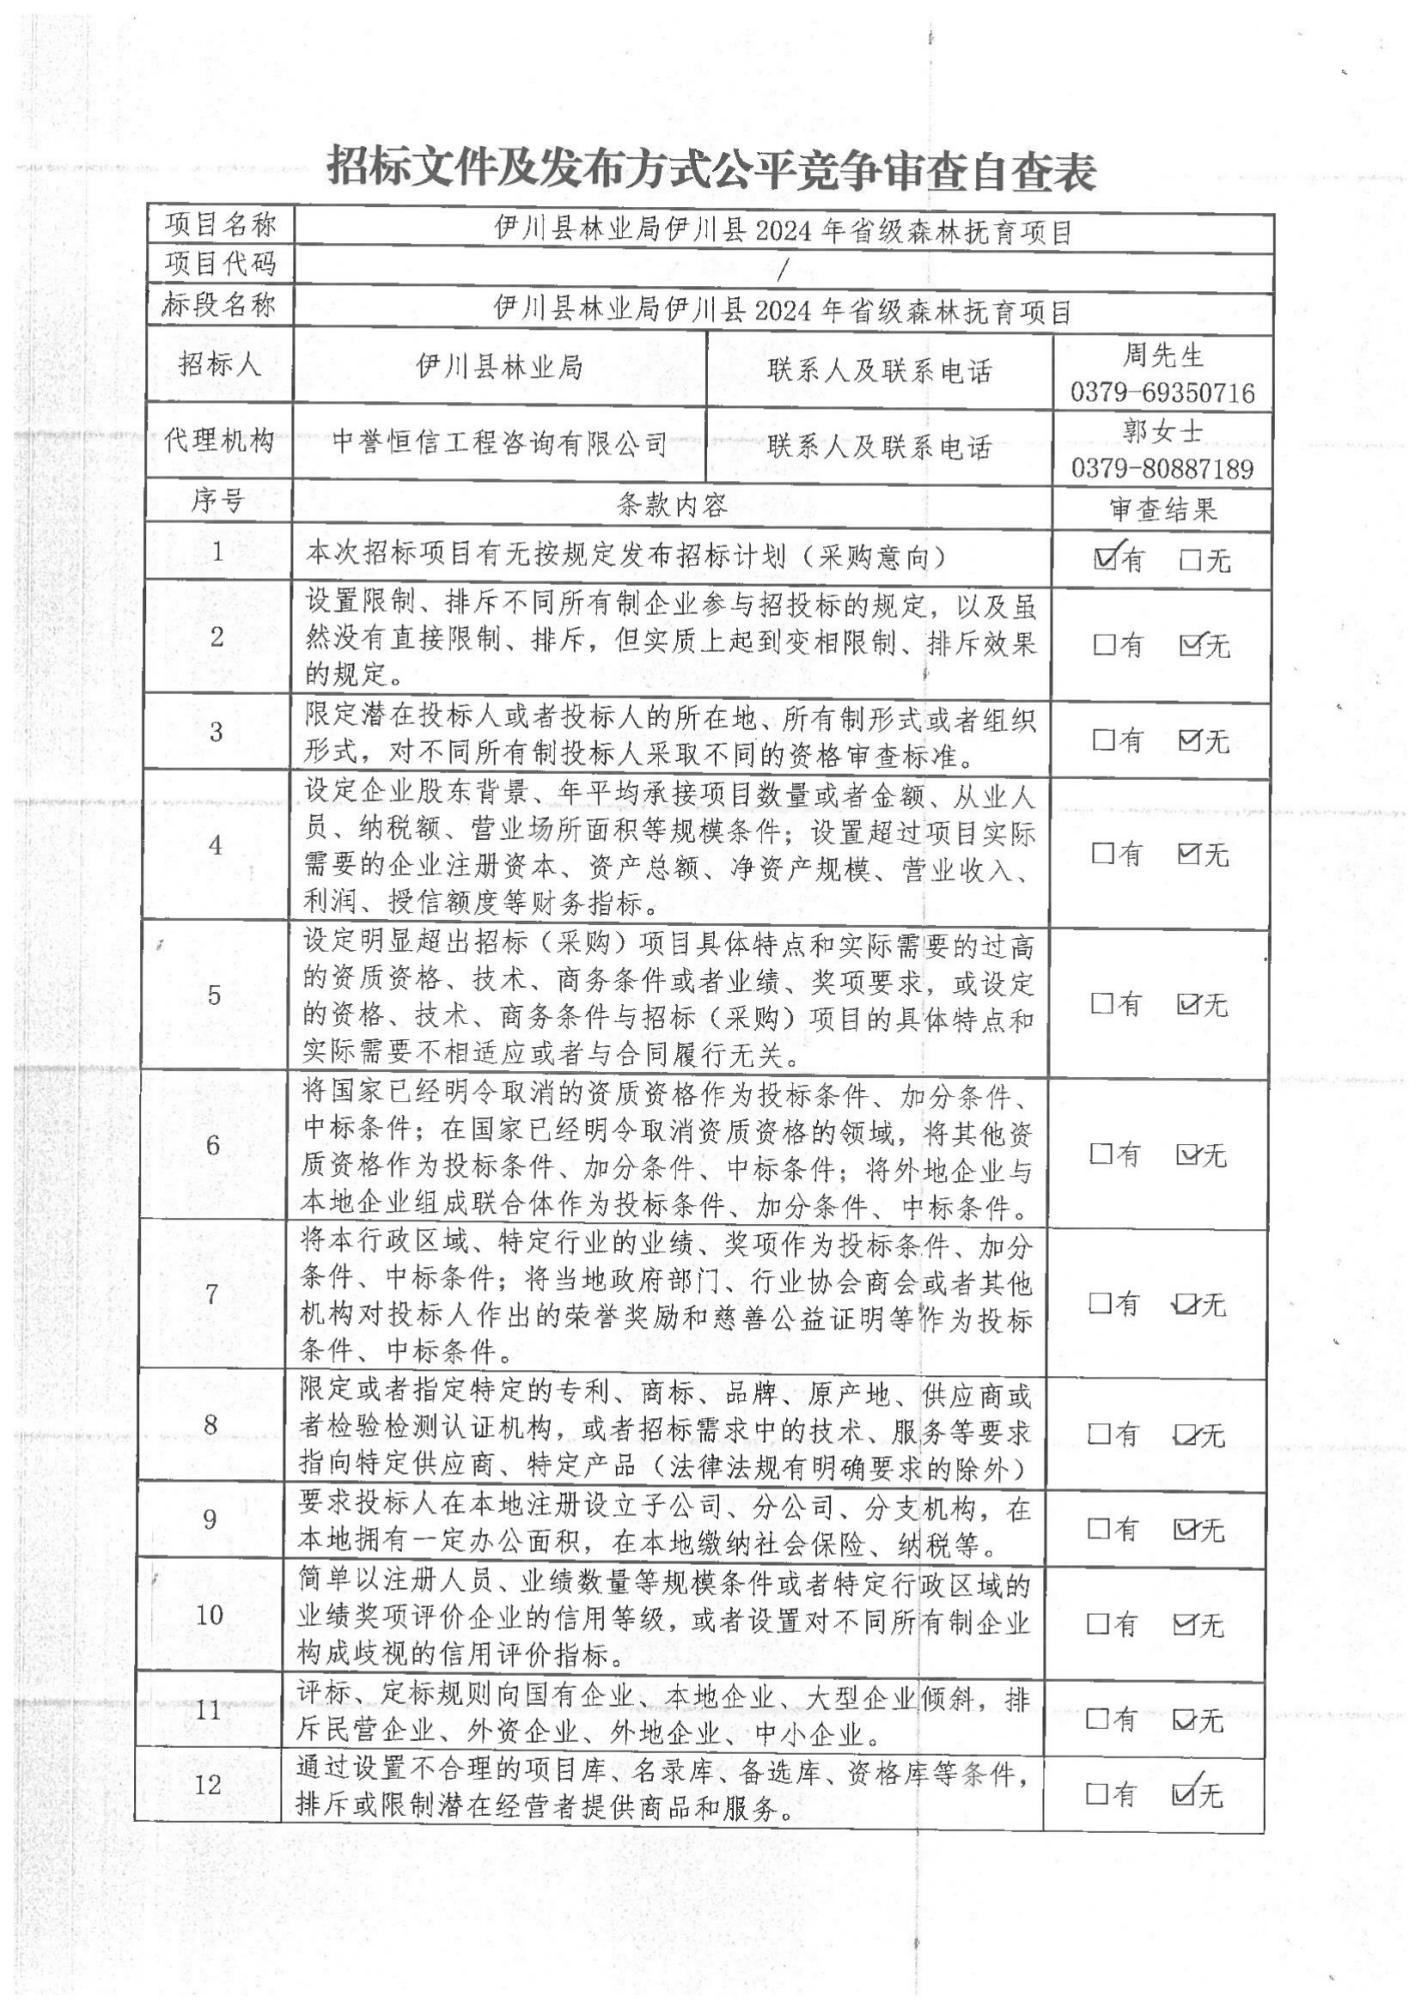 招标文件及发布方式公平竞争审查自查表
项目名称 伊川县林业局伊川县 2024 年省级森林抚育项目
项目代码 /
标段名称 伊川县林业局伊川县 2024 年省级森林抚育项目
招标人 伊川县林业局 联系人及联系电话 周先生
0379-69350716
代理机构 中誉恒信工程咨询有限公司 联系人及联系电话 郭女士
0379-80887189
序号 条款内容 审查结果
1 本次招标项目有无按规定发布招标计划（采购意向） ☑有 □无
设置限制、排斥不同所有制企业参与招投标的规定，以及虽
2 然没有直接限制、排斥，但实质上起到变相限制、排斥效果 □有 ☑无
的规定。
限定潜在投标人或者投标人的所在地、所有制形式或者组织
3 形式，对不同所有制投标人采取不同的资格审查标准。 □有 ☑无
设定企业股东背景、年平均承接项目数量或者金额、从业人
员、纳税额、营业场所面积等规模条件；设置超过项目实际
4 需要的企业注册资本、资产总额、净资产规模、营业收入、 □有 ☑无
利润、授信额度等财务指标。
设定明显超出招标（采购）项目具体特点和实际需要的过高
的资质资格、技术、商务条件或者业绩、奖项要求，或设定
5 的资格、技术、商务条件与招标（采购）项目的具体特点和 □有 ☑无
实际需要不相适应或者与合同履行无关。
将国家已经明令取消的资质资格作为投标条件、加分条件、
中标条件；在国家已经明令取消资质资格的领域，将其他资
6 质资格作为投标条件、加分条件、中标条件；将外地企业与 □有 ☑无
本地企业组成联合体作为投标条件、加分条件、中标条件。
将本行政区域、特定行业的业绩、奖项作为投标条件、加分
条件、中标条件；将当地政府部门、行业协会商会或者其他
7 机构对投标人作出的荣誉奖励和慈善公益证明等作为投标 □有 ☑无
条件、中标条件。
限定或者指定特定的专利、商标、品牌、原产地、供应商或
8 者检验检测认证机构，或者招标需求中的技术、服务等要求 □有 ☑无
指向特定供应商、特定产品（法律法规有明确要求的除外）
要求投标人在本地注册设立子公司、分公司、分支机构，在
9 本地拥有一定办公面积，在本地缴纳社会保险、纳税等。 □有 ☑无
简单以注册人员、业绩数量等规模条件或者特定行政区域的
10 业绩奖项评价企业的信用等级，或者设置对不同所有制企业 □有 ☑无
构成歧视的信用评价指标。
评标、定标规则向国有企业、本地企业、大型企业倾斜，排
11 斥民营企业、外资企业、外地企业、中小企业。 □有 ☑无
通过设置不合理的项目库、名录库、备选库、资格库等条件，
12 排斥或限制潜在经营者提供商品和服务。 □有 ☑无